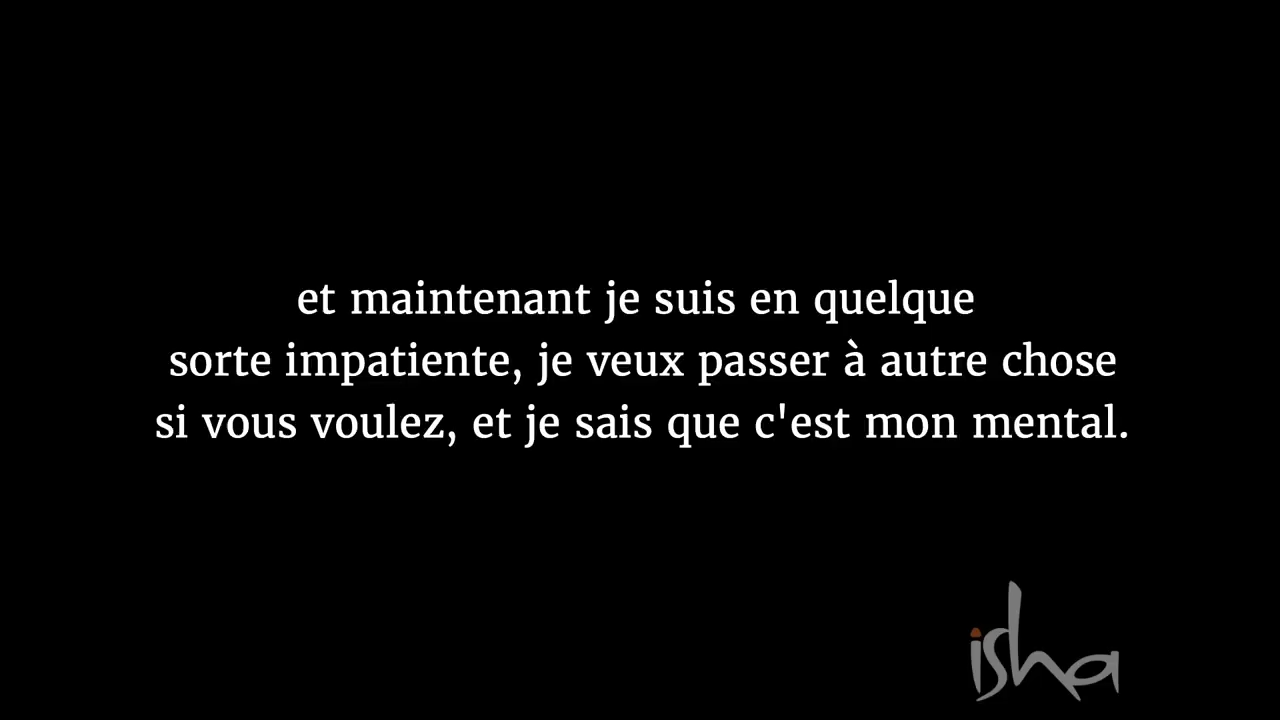 et maintenant je suis en quelque
sorte impatiente, je veux passer à autre chose
si vous voulez, et je sais que c'est mon mental.
isha